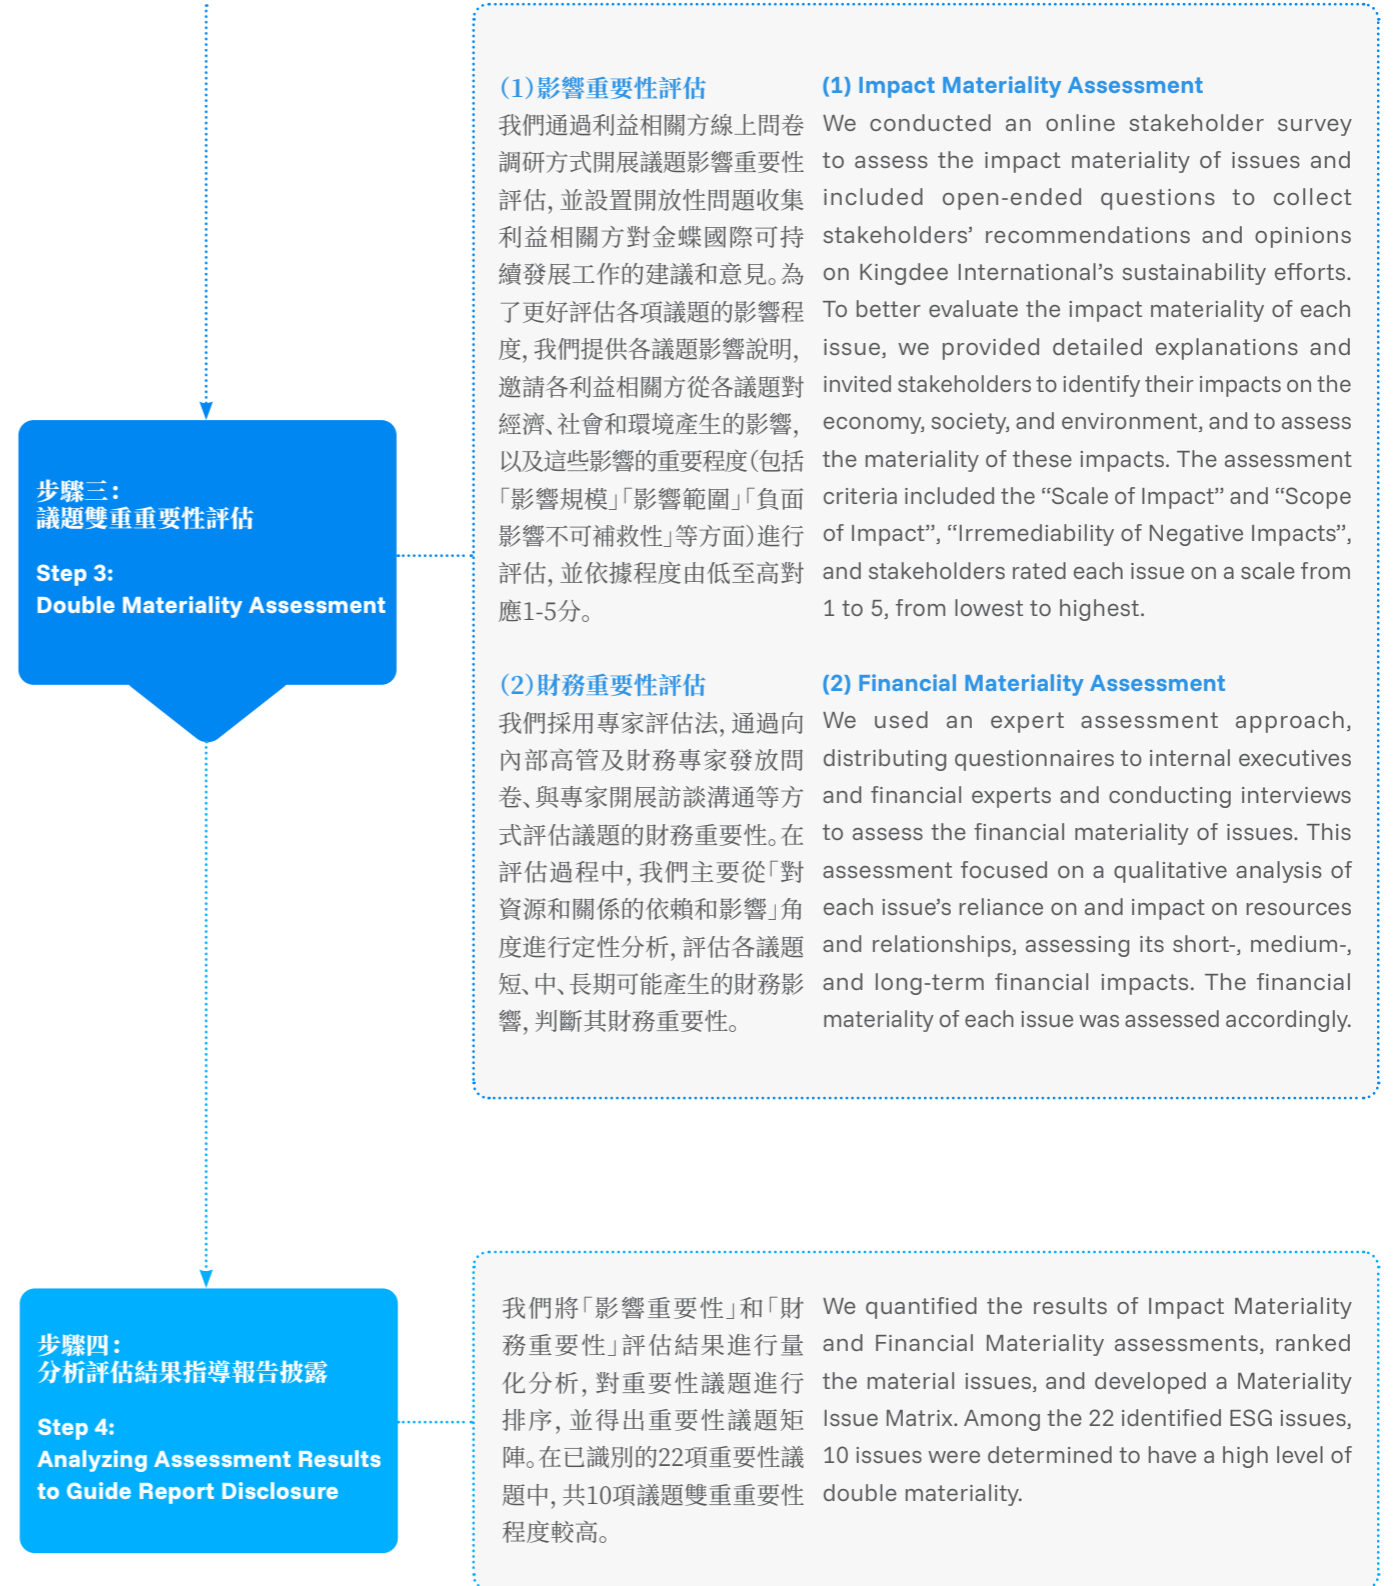 步驟三：
議題雙重重要性評估
Step 3:
Double Materiality Assessment
（1）影響重要性評估
我們通過利益相關方線上問卷
調研方式開展議題影響重要性
評估，並設置開放性問題收集
利益相關方對金蝶國際可持
續發展工作的建議和意見。為
了更好評估各項議題的影響程
度，我們提供各議題影響說明，
邀請各利益相關方從各議題對
經濟、社會和環境產生的影響，
以及這些影響的重要程度（包括
「影響規模」「影響範圍」「負面
影響不可補救性」等方面）進行
評估，並依據程度由低至高對
應1-5分。
(1) Impact Materiality Assessment
We conducted an online stakeholder survey
to assess the impact materiality of issues and
included open-ended questions to collect
stakeholders’ recommendations and opinions
on Kingdee International’s sustainability efforts.
To better evaluate the impact materiality of each
issue, we provided detailed explanations and
invited stakeholders to identify their impacts on the
economy, society, and environment, and to assess
the materiality of these impacts. The assessment
criteria included the “Scale of Impact” and “Scope
of Impact”, “Irremediability of Negative Impacts”,
and stakeholders rated each issue on a scale from
1 to 5, from lowest to highest.
（2）財務重要性評估
我們採用專家評估法，通過向
內部高管及財務專家發放問
卷、與專家開展訪談溝通等方
式評估議題的財務重要性。在
評估過程中，我們主要從「對
資源和關係的依賴和影響」角
度進行定性分析，評估各議題
短、中、長期可能產生的財務影
響，判斷其財務重要性。
(2) Financial Materiality Assessment
We used an expert assessment approach,
distributing questionnaires to internal executives
and financial experts and conducting interviews
to assess the financial materiality of issues. This
assessment focused on a qualitative analysis of
each issue’s reliance on and impact on resources
and relationships, assessing its short-, medium-,
and long-term financial impacts. The financial
materiality of each issue was assessed accordingly.
步驟四：
分析評估結果指導報告披露
Step 4:
Analyzing Assessment Results
to Guide Report Disclosure
我們將「影響重要性」和「財
務重要性」評估結果進行量
化分析，對重要性議題進行
排序，並得出重要性議題矩
陣。在已識別的22項重要性議
題中，共10項議題雙重重要性
程度較高。
We quantified the results of Impact Materiality
and Financial Materiality assessments, ranked
the material issues, and developed a Materiality
Issue Matrix. Among the 22 identified ESG issues,
10 issues were determined to have a high level of
double materiality.